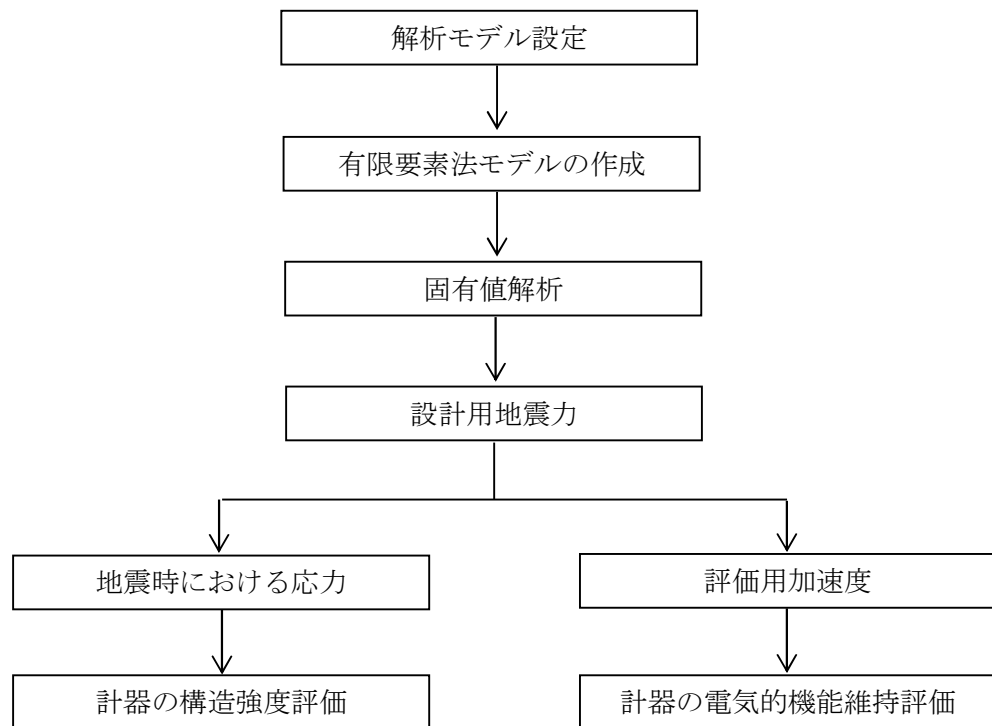 解析モデル設定
有限要素法モデルの作成
固有値解析
設計用地震力
地震時における応力
評価用加速度
計器の構造強度評価
計器の電気的機能維持評価